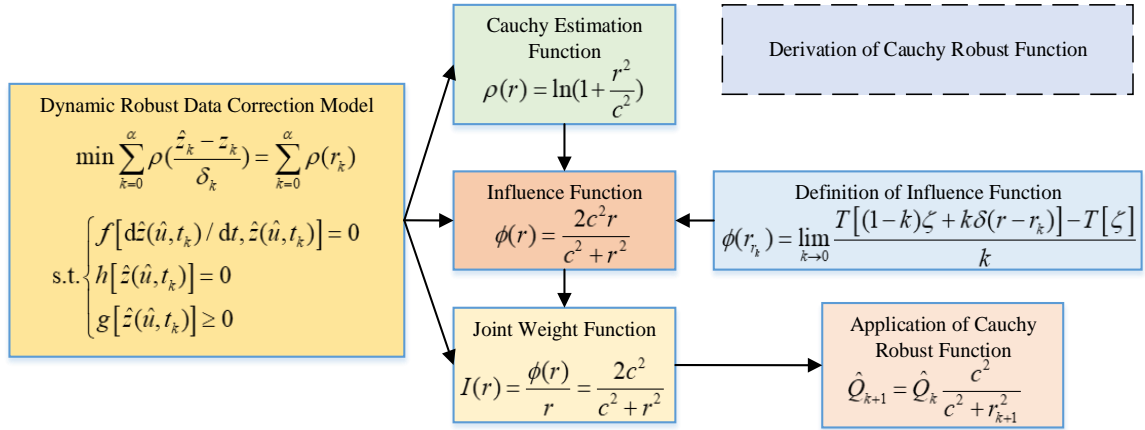 Cauchy Estimation
Function
ρ(r) = ln(1 + r²/c²)
Derivation of Cauchy Robust Function
Dynamic Robust Data Correction Model
min ∑_{k=0}^{α} ρ((ẑ_k − z_k)/δ_k) = ∑_{k=0}^{α} ρ(r_k)
s.t. { f[dẑ(û, t_k) / dt, ẑ(û, t_k)] = 0
h[ẑ(û, t_k)] = 0
g[ẑ(û, t_k)] ≥ 0
Influence Function
ϕ(r) = 2c²r/(c² + r²)
Definition of Influence Function
ϕ(r_{r_k}) = lim_{k→0} (T[(1−k)ζ + kδ(r − r_k)] − T[ζ])/k
Joint Weight Function
I(r) = ϕ(r)/r = 2c²/(c² + r²)
Application of Cauchy
Robust Function
Q̂_{k+1} = Q̂_k c²/(c² + r²_{k+1})